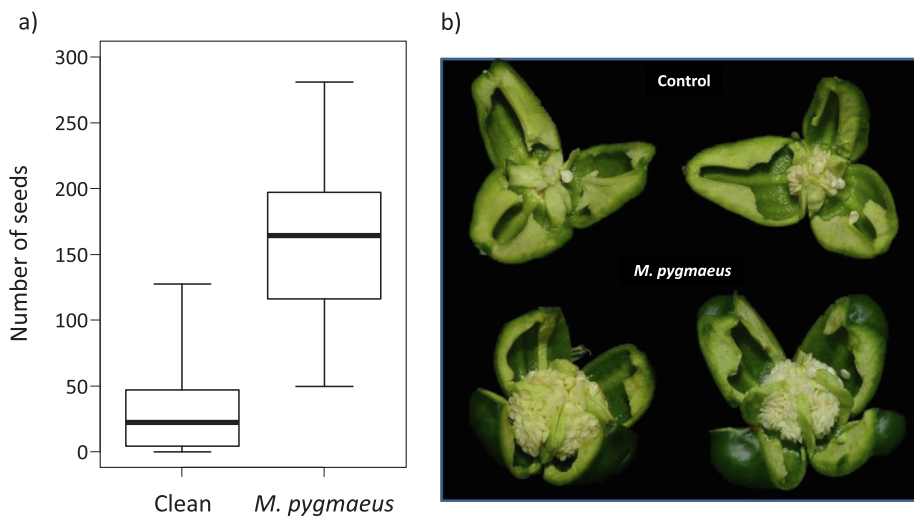 a)
Number of seeds
300
250
200
150
100
50
0
Clean M. pygmaeus
b)
Control
M. pygmaeus